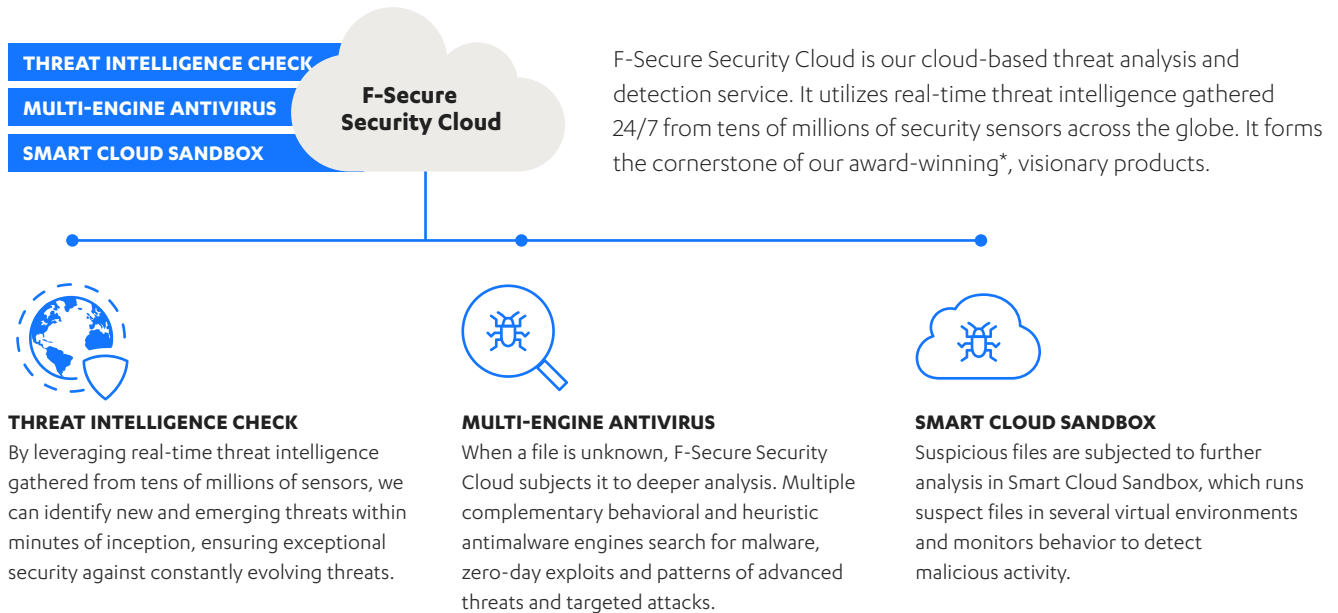 THREAT INTELLIGENCE CHECK
MULTI-ENGINE ANTIVIRUS
SMART CLOUD SANDBOX
F-Secure
Security Cloud
F-Secure Security Cloud is our cloud-based threat analysis and
detection service. It utilizes real-time threat intelligence gathered
24/7 from tens of millions of security sensors across the globe. It forms
the cornerstone of our award-winning*, visionary products.
THREAT INTELLIGENCE CHECK
By leveraging real-time threat intelligence
gathered from tens of millions of sensors, we
can identify new and emerging threats within
minutes of inception, ensuring exceptional
security against constantly evolving threats.
MULTI-ENGINE ANTIVIRUS
When a file is unknown, F-Secure Security
Cloud subjects it to deeper analysis. Multiple
complementary behavioral and heuristic
antimalware engines search for malware,
zero-day exploits and patterns of advanced
threats and targeted attacks.
SMART CLOUD SANDBOX
Suspicious files are subjected to further
analysis in Smart Cloud Sandbox, which runs
suspect files in several virtual environments
and monitors behavior to detect
malicious activity.